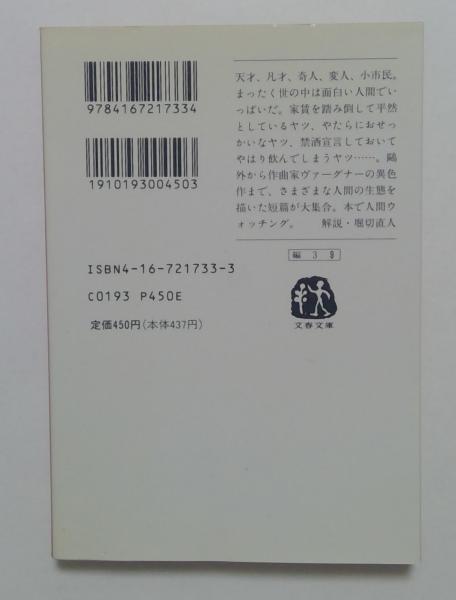 天才、凡才、奇人、変人、小市民。
まったく世の中は面白い人間でい
っぱいだ。家賃を踏み倒して平然
としているヤツ、やたらにおせっ
かいなヤツ、禁酒宣言しておいて
やはり飲んでしまうヤツ……。鷗
外から作曲家ヴァーグナーの異色
作まで、さまざまな人間の生態を
描いた短篇が大集合。本で人間ウ
ォッチング。 解説・堀切直人
9784167217334
1910193004503
ISBN4-16-721733-3
C0193 P450E
定価450円(本体437円)
編 3 9
文春文庫